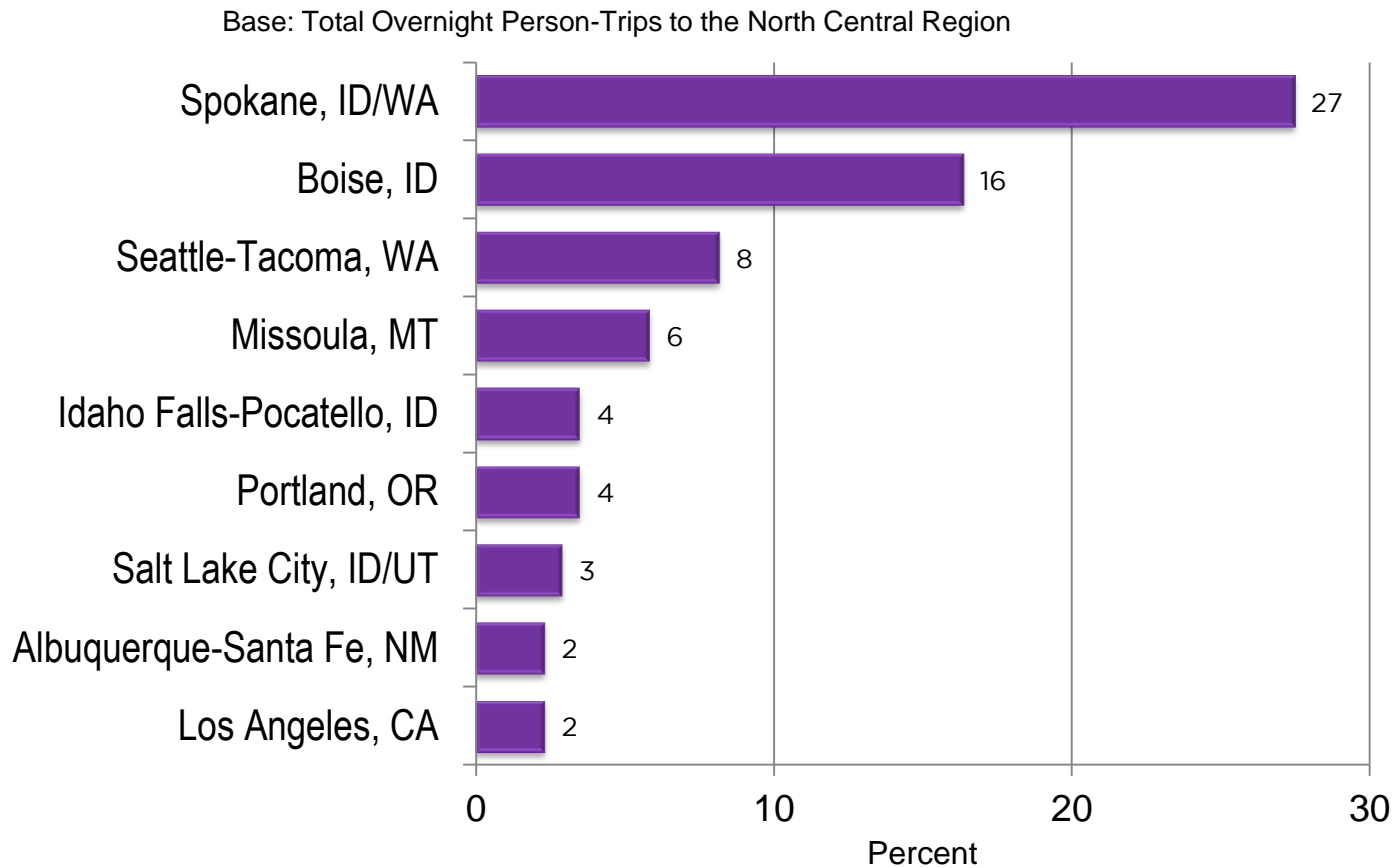 Base: Total Overnight Person-Trips to the North Central Region
Spokane, ID/WA 27
Boise, ID 16
Seattle-Tacoma, WA 8
Missoula, MT 6
Idaho Falls-Pocatello, ID 4
Portland, OR 4
Salt Lake City, ID/UT 3
Albuquerque-Santa Fe, NM 2
Los Angeles, CA 2
0 10 20 30
Percent